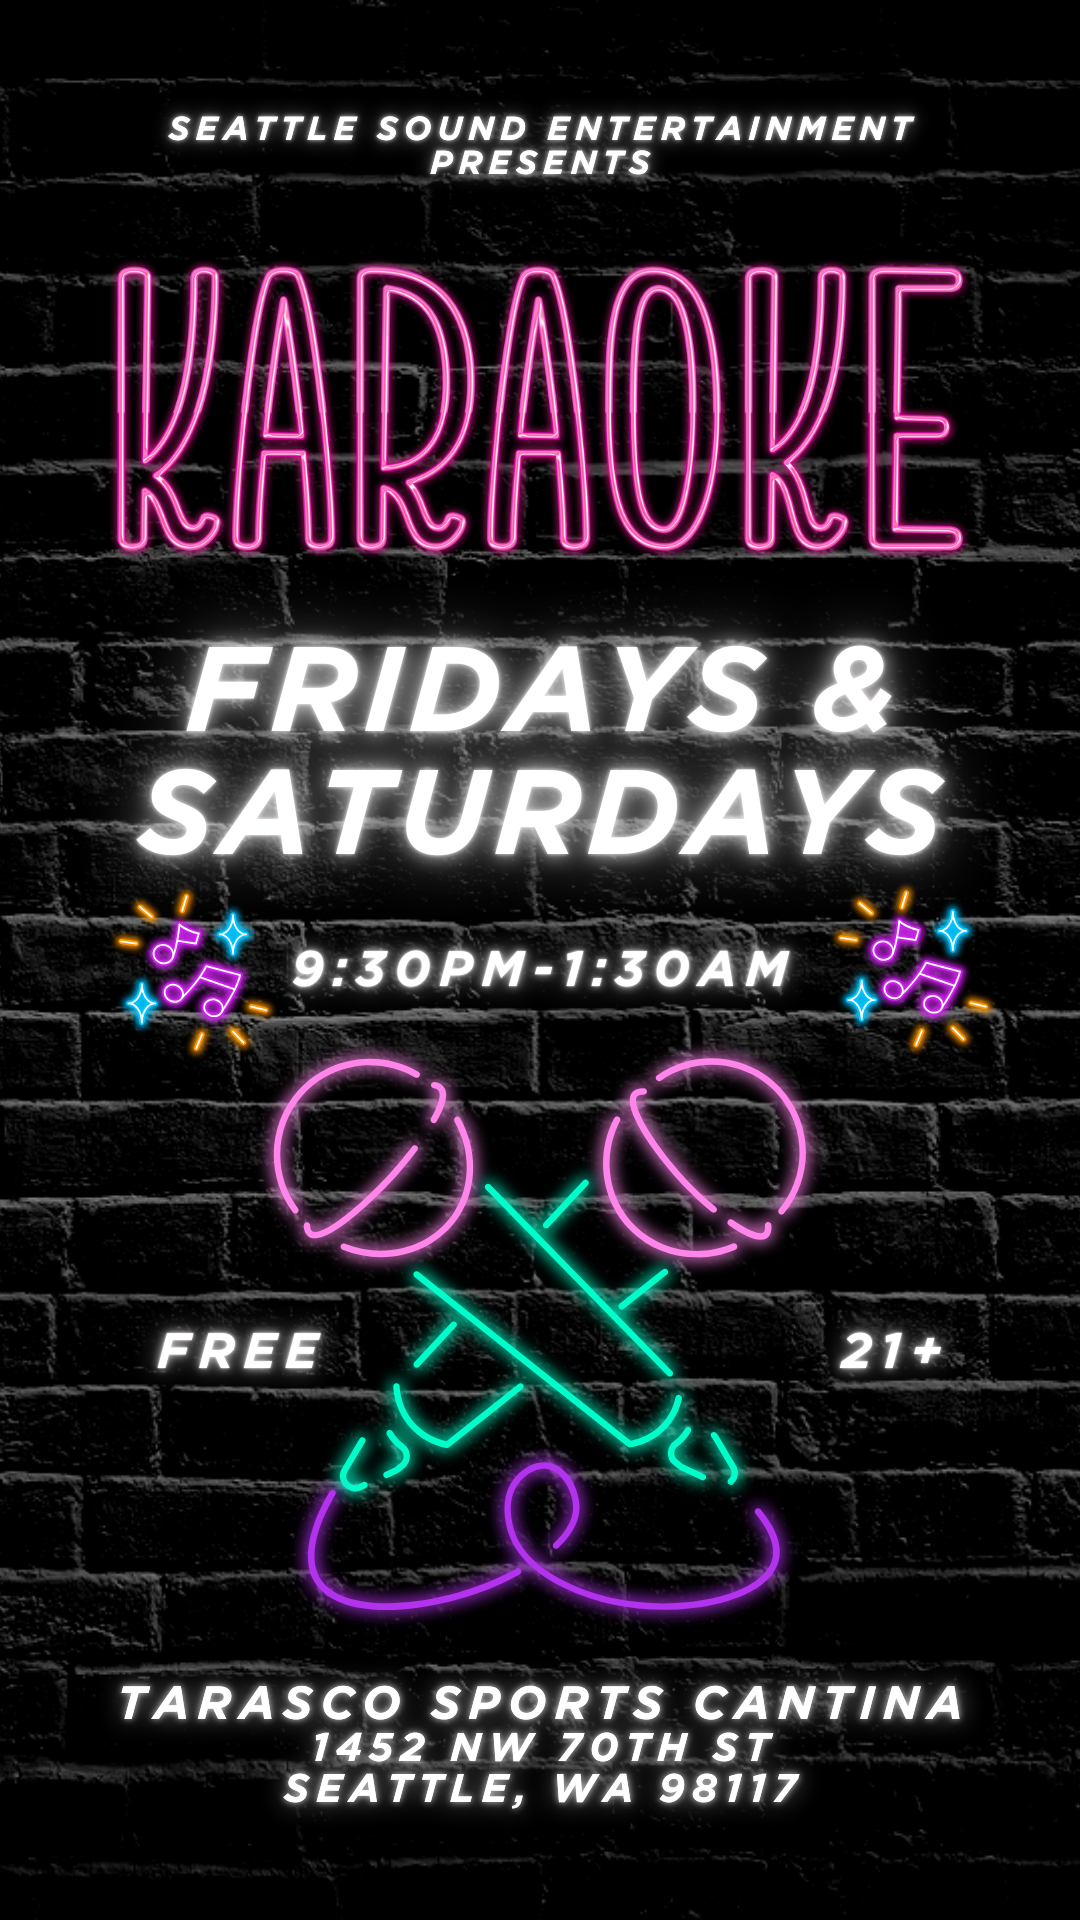 SEATTLE SOUND ENTERTAINMENT
PRESENTS
KARAOKE
FRIDAYS &
SATURDAYS
9:30PM-1:30AM
FREE
21+
TARASCO SPORTS CANTINA
1452 NW 70TH ST
SEATTLE, WA 98117